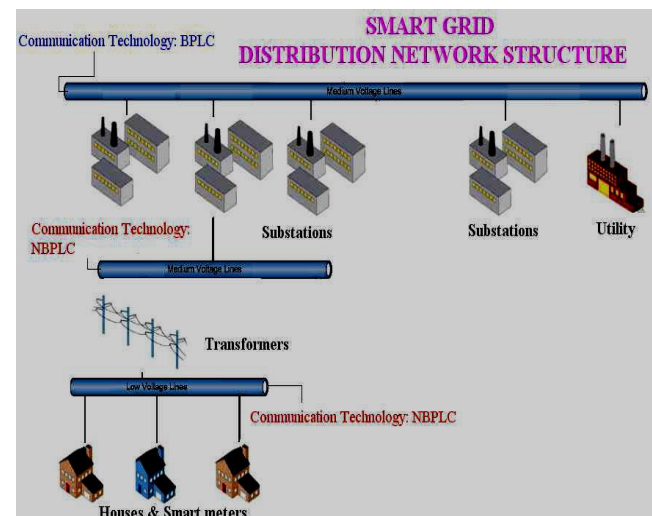 SMART GRID
DISTRIBUTION NETWORK STRUCTURE
Communication Technology: BPLC
Medium Voltage Lines
Substations
Substations
Utility
Communication Technology:
NBPLC
Medium Voltage Lines
Transformers
Low Voltage Lines
Communication Technology: NBPLC
Houses & Smart meters